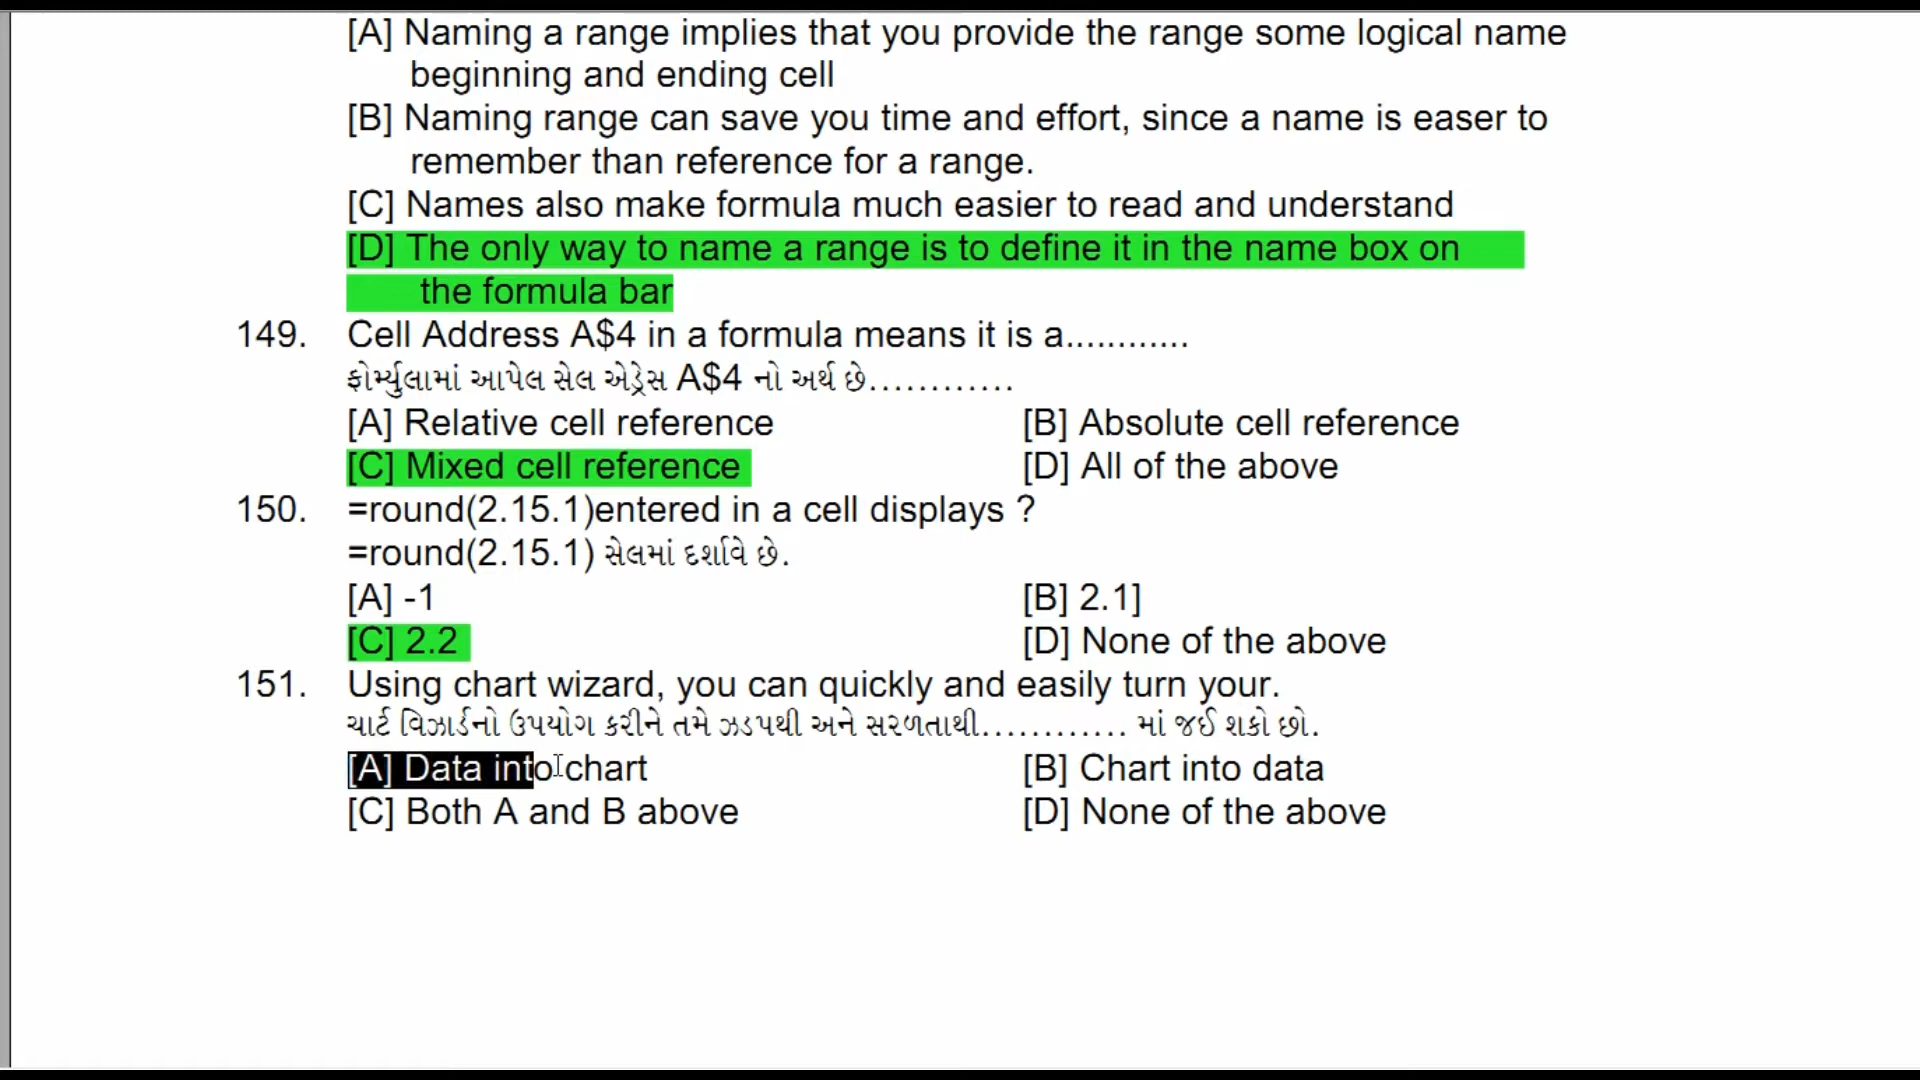 [A] Naming a range implies that you provide the range some logical name
beginning and ending cell
[B] Naming range can save you time and effort, since a name is easer to
remember than reference for a range.
[C] Names also make formula much easier to read and understand
[D] The only way to name a range is to define it in the name box on
the formula bar
149. Cell Address A$4 in a formula means it is a............
ફોર્મ્યુલામાં આપેલ સેલ એડ્રેસ A$4 નો અર્થ છે............
[A] Relative cell reference [B] Absolute cell reference
[C] Mixed cell reference [D] All of the above
150. =round(2.15.1)entered in a cell displays ?
=round(2.15.1) સેલમાં દર્શાવે છે.
[A] -1 [B] 2.1]
[C] 2.2 [D] None of the above
151. Using chart wizard, you can quickly and easily turn your.
ચાર્ટ વિઝાર્ડનો ઉપયોગ કરીને તમે ઝડપથી અને સરળતાથી............ માં જઈ શકો છો.
[A] Data into chart [B] Chart into data
[C] Both A and B above [D] None of the above